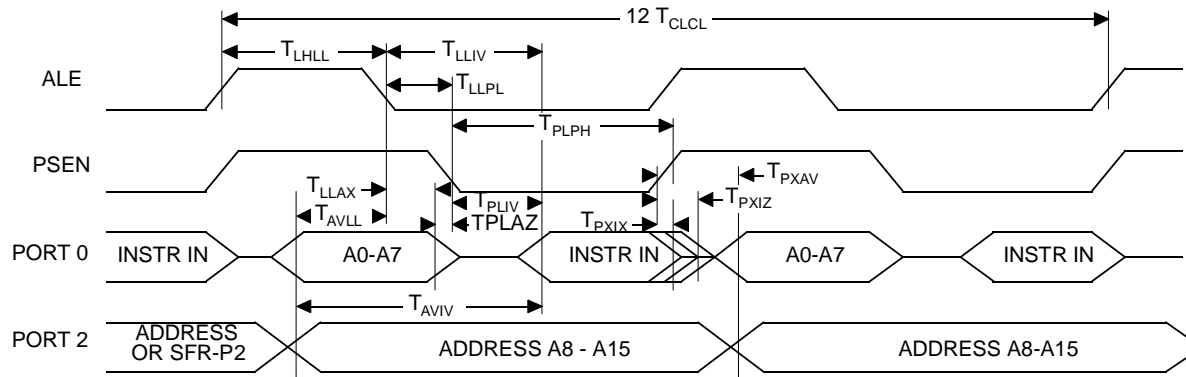 12 TCLCL
TLHLL
TLLIV
ALE
TLLPL
TPLPH
PSEN
TLLAX
TPLIV
TPXAV
TAVLL
TPLAZ
TPXIX
TPXIZ
PORT 0
INSTR IN
A0-A7
INSTR IN
A0-A7
INSTR IN
TAVIV
PORT 2
ADDRESS
OR SFR-P2
ADDRESS A8 - A15
ADDRESS A8-A15